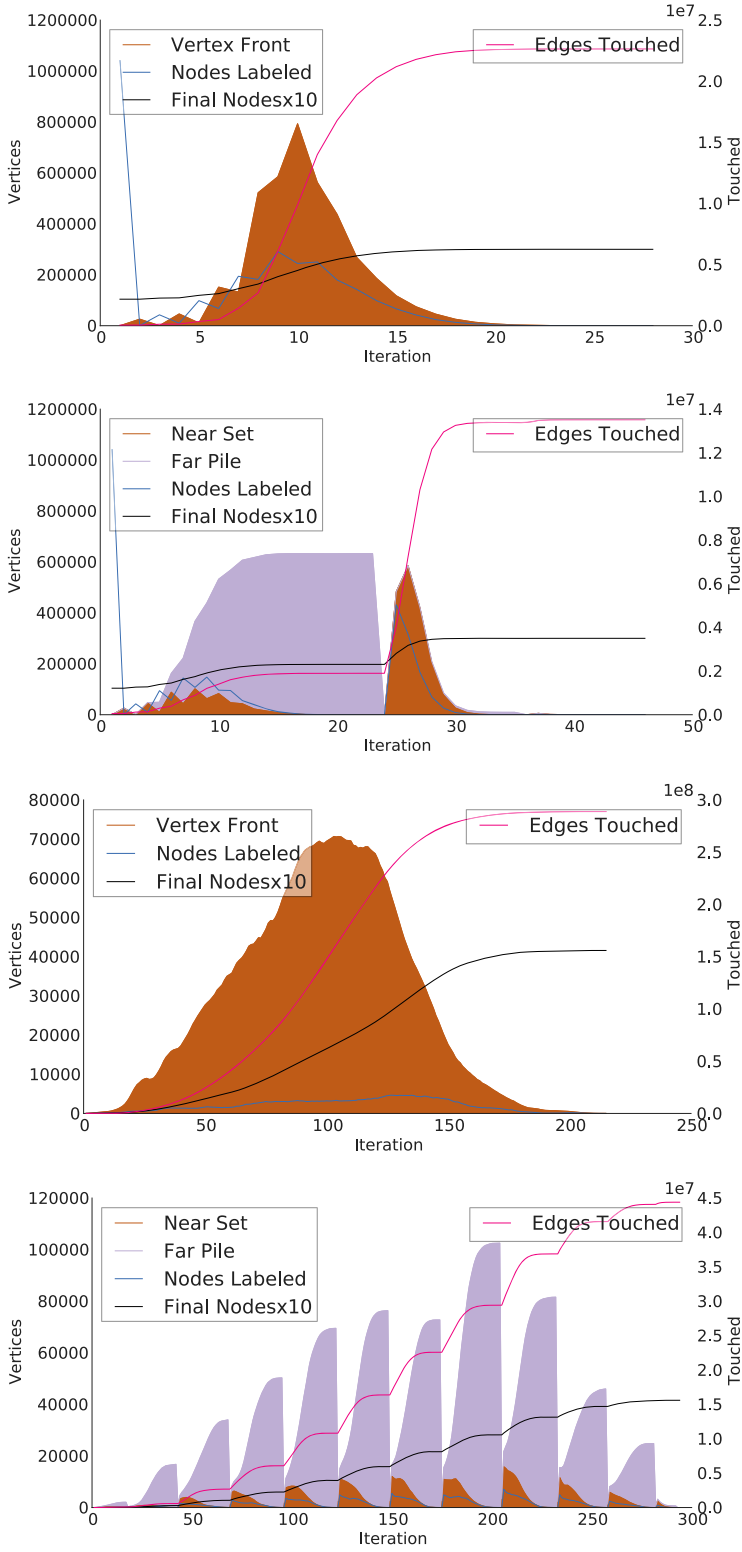 1e7
1200000
1000000
800000
600000
400000
200000
0
Vertices
Vertex Front
Nodes Labeled
Final Nodesx10
Edges Touched
2.5
2.0
1.5
1.0
0.5
0.0
Touched
0 5 10 15 20 25 30
Iteration
1e7
1200000
1000000
800000
600000
400000
200000
0
Vertices
Near Set
Far Pile
Nodes Labeled
Final Nodesx10
Edges Touched
1.4
1.2
1.0
0.8
0.6
0.4
0.2
0.0
Touched
0 10 20 30 40 50
Iteration
1e8
80000
70000
60000
50000
40000
30000
20000
10000
0
Vertices
Vertex Front
Nodes Labeled
Final Nodesx10
Edges Touched
3.0
2.5
2.0
1.5
1.0
0.5
0.0
Touched
0 50 100 150 200 250
Iteration
1e7
120000
100000
80000
60000
40000
20000
0
Vertices
Near Set
Far Pile
Nodes Labeled
Final Nodesx10
Edges Touched
4.5
4.0
3.5
3.0
2.5
2.0
1.5
1.0
0.5
0.0
Touched
0 50 100 150 200 250 300
Iteration